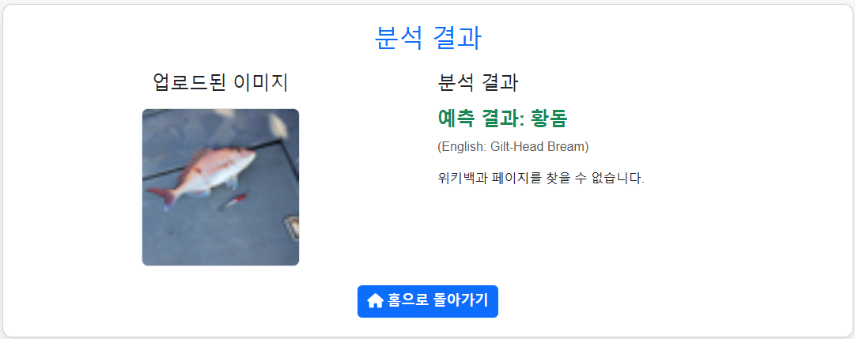 분석 결과
업로드된 이미지
분석 결과
예측 결과: 황돔
(English: Gilt-Head Bream)
위키백과 페이지를 찾을 수 없습니다.
홈으로 돌아가기